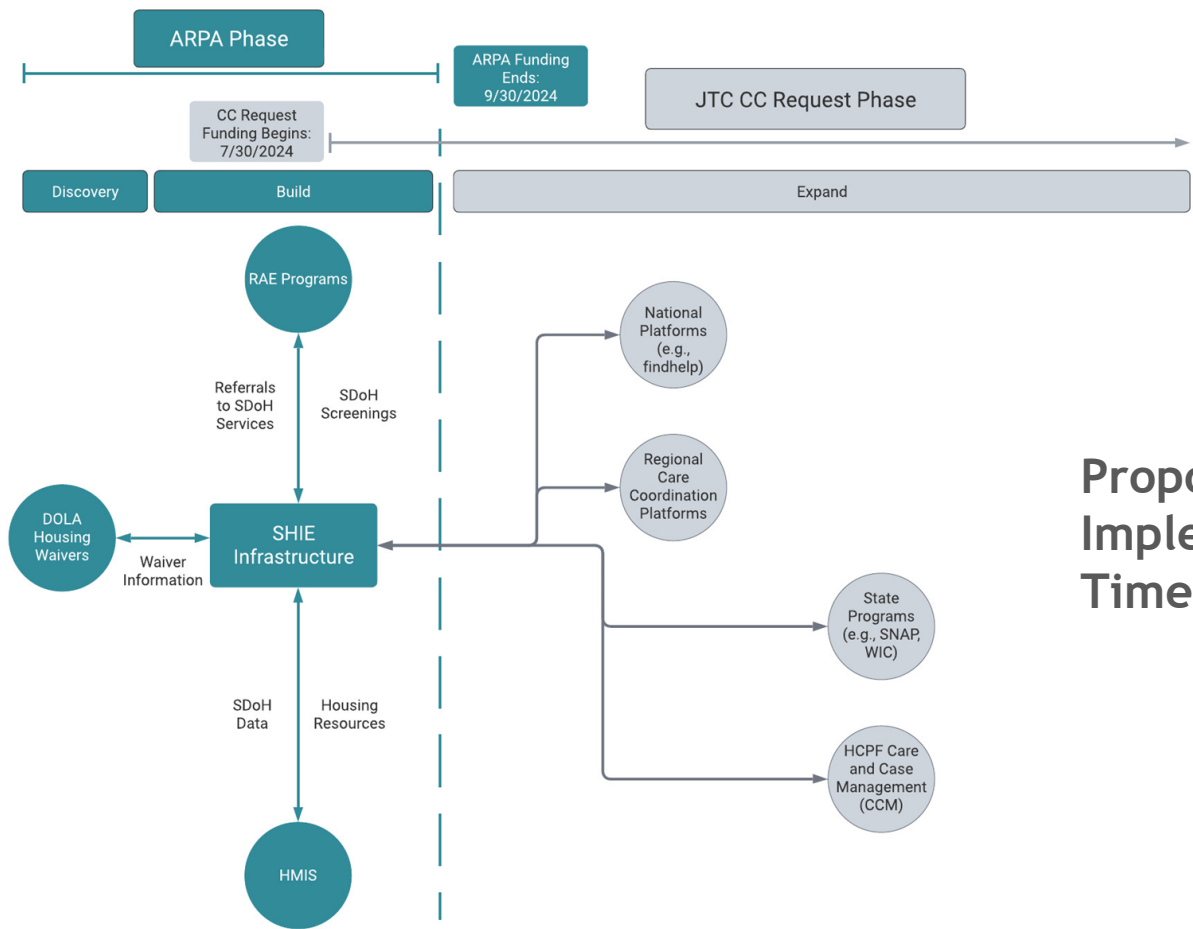 ARPA Phase
ARPA Funding
Ends:
9/30/2024
JTC CC Request Phase
CC Request
Funding Begins:
7/30/2024
Discovery
Build
Expand
RAE Programs
National
Platforms
(e.g.,
findhelp)
Referrals
to SDoH
Services
SDoH
Screenings
Regional
Care
Coordination
Platforms
DOLA
Housing
Waivers
Waiver
Information
SHIE
Infrastructure
State
Programs
(e.g., SNAP,
WIC)
SDoH
Data
Housing
Resources
HCPF Care
and Case
Management
(CCM)
HMIS
Propo
Imple
Time